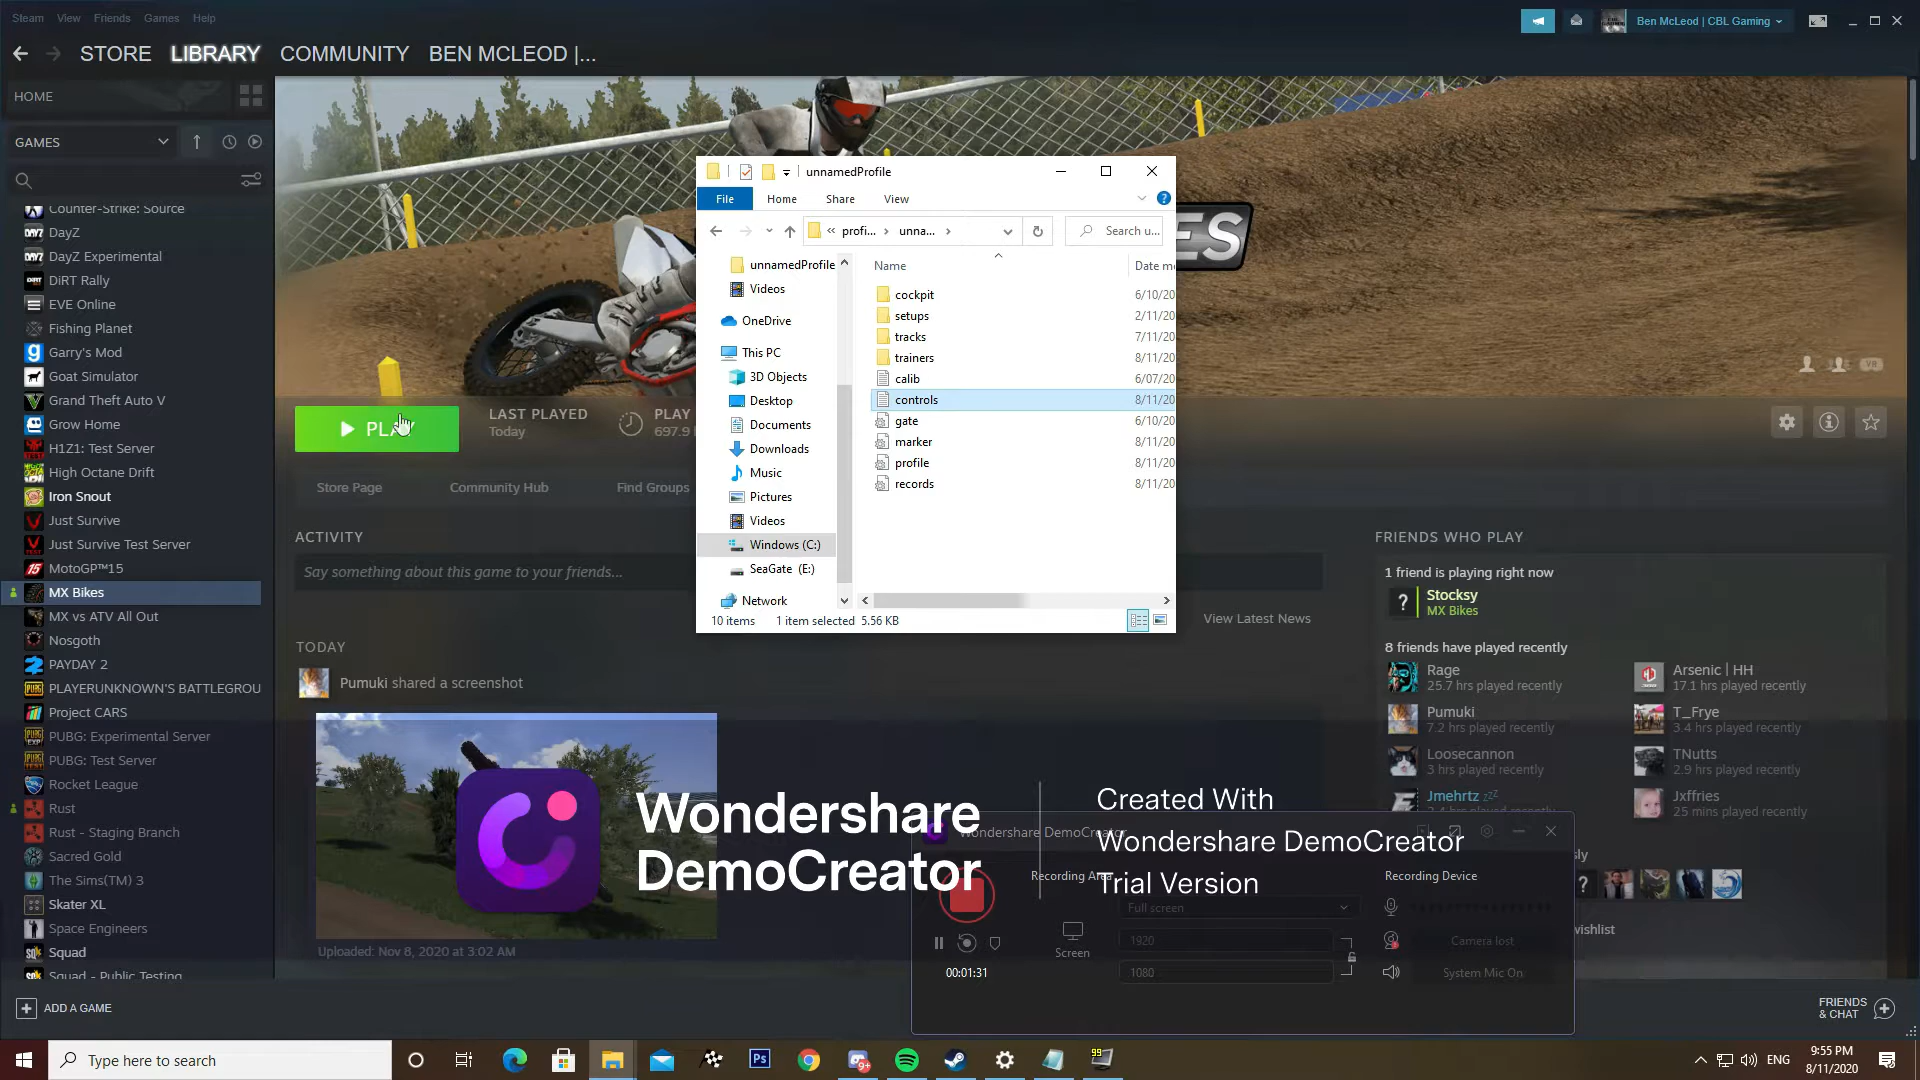 Steam View Friends Games Help
Ben McLeod | CBL Gaming
STORE LIBRARY COMMUNITY BEN MCLEOD |...
HOME
GAMES
Counter-Strike: Source
DayZ
DayZ Experimental
DiRT Rally
EVE Online
Fishing Planet
Garry's Mod
Goat Simulator
Grand Theft Auto V
Grow Home
H1Z1: Test Server
High Octane Drift
Iron Snout
Just Survive
Just Survive Test Server
MotoGP™15
MX Bikes
MX vs ATV All Out
Nosgoth
PAYDAY 2
PLAYERUNKNOWN'S BATTLEGROU
Project CARS
PUBG: Experimental Server
PUBG: Test Server
Rocket League
Rust
Rust - Staging Branch
Sacred Gold
The Sims(TM) 3
Skater XL
Space Engineers
Squad
Squad - Public Testing
ADD A GAME
ES
PLAY
LAST PLAYED
Today
PLAY
697.9 h
Store Page Community Hub Find Groups
ACTIVITY
Say something about this game to your friends...
View Latest News
TODAY
Pumuki shared a screenshot
Uploaded: Nov 8, 2020 at 3:02 AM
unnamedProfile
File Home Share View
profi... unna...
Search u...
unnamedProfile
Videos
OneDrive
This PC
3D Objects
Desktop
Documents
Downloads
Music
Pictures
Videos
Windows (C:)
SeaGate (E:)
Network
Name Date m
cockpit 6/10/20
setups 2/11/20
tracks 7/11/20
trainers 8/11/20
calib 6/07/20
controls 8/11/20
gate 6/10/20
marker 8/11/20
profile 8/11/20
records 8/11/20
10 items 1 item selected 5.56 KB
FRIENDS WHO PLAY
1 friend is playing right now
Stocksy
MX Bikes
8 friends have played recently
Rage
25.7 hrs played recently
Arsenic | HH
17.1 hrs played recently
Pumuki
7.2 hrs played recently
T_Frye
3.4 hrs played recently
Loosecannon
3 hrs played recently
TNutts
2.9 hrs played recently
Jmehrtz
Jxffries
25 mins played recently
sly
wishlist
Wondershare
DemoCreator
Created With
Wondershare DemoCreator
Trial Version
Wondershare DemoCreator
Recording Area
Recording Device
Full screen
Screen
1920
1080
00:01:31
Camera lost
System Mic On
FRIENDS
& CHAT
Type here to search
Ps
9+
99
ENG
9:55 PM
8/11/2020